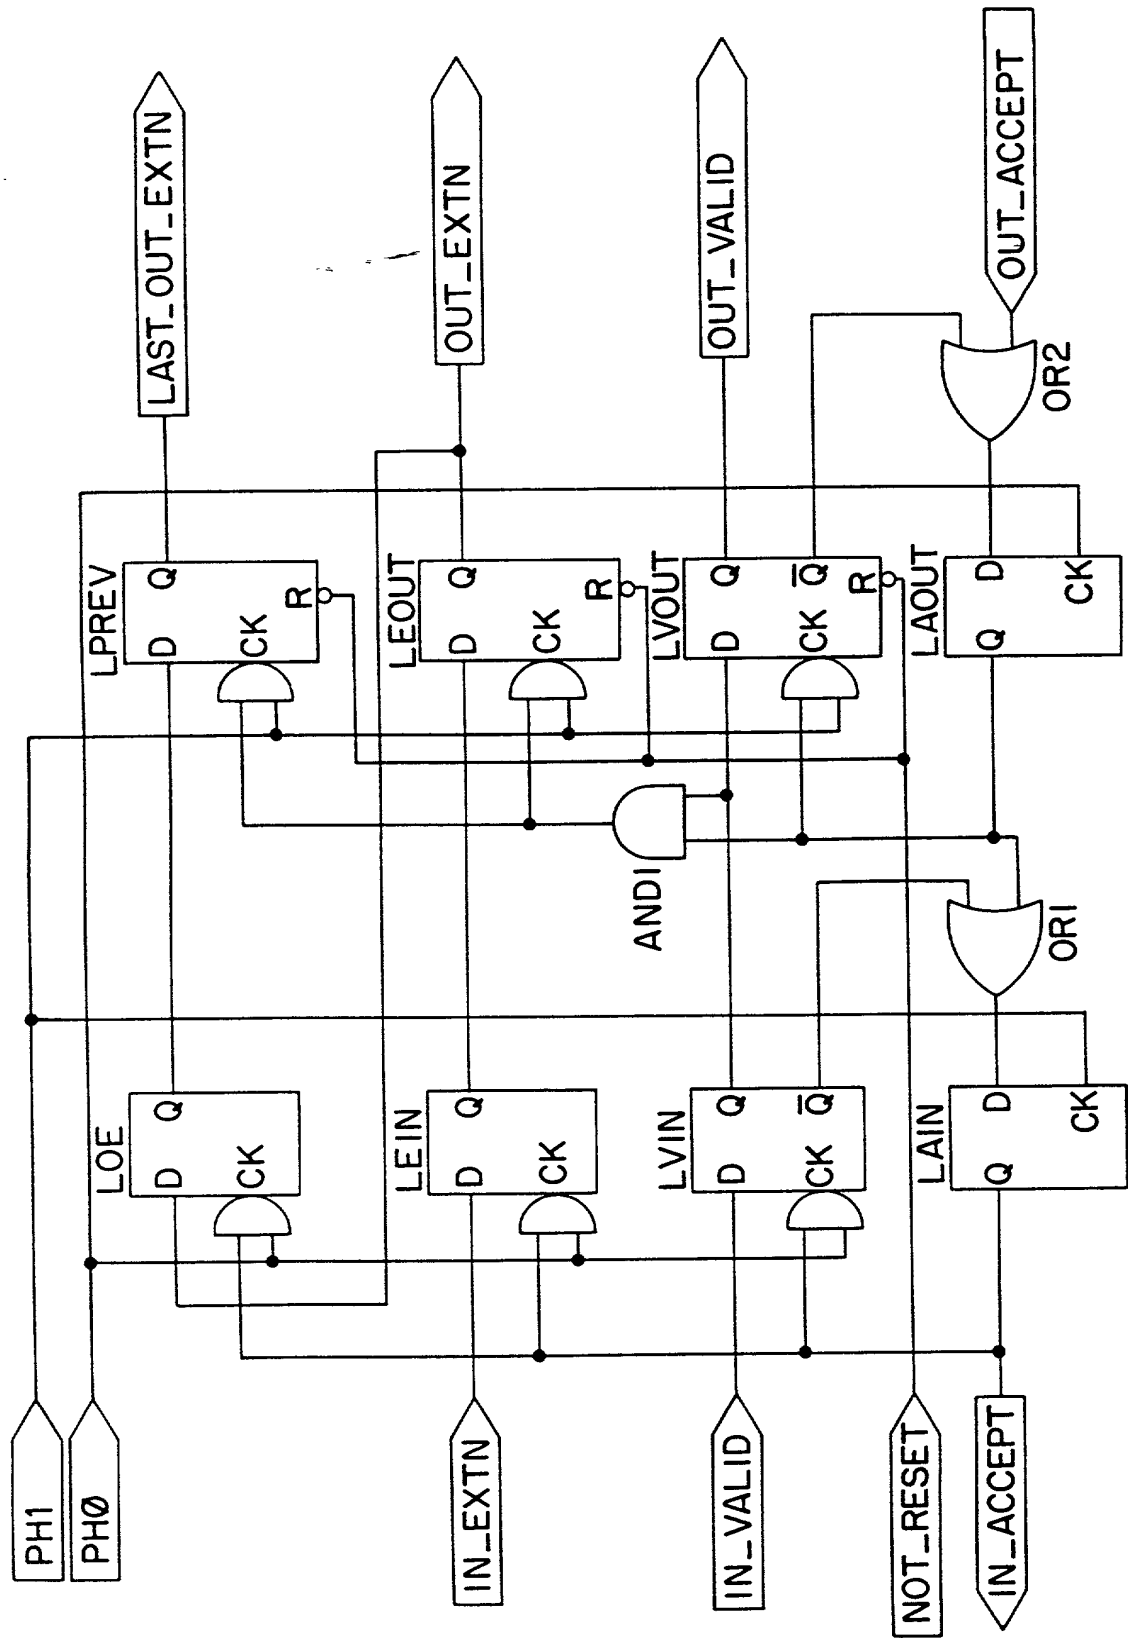 PH1
PHØ
IN_EXTN
IN_VALID
NOT_RESET
IN_ACCEPT
LOE
D Q
CK
LEIN
D Q
CK
LVIN
D Q
CK Q̅
LAIN
Q D
CK
OR1
AND1
LPREV
D Q
CK
R
LEOUT
D Q
CK
R
LVOUT
D Q
CK Q̅
R
LAOUT
Q D
CK
OR2
LAST_OUT_EXTN
OUT_EXTN
OUT_VALID
OUT_ACCEPT